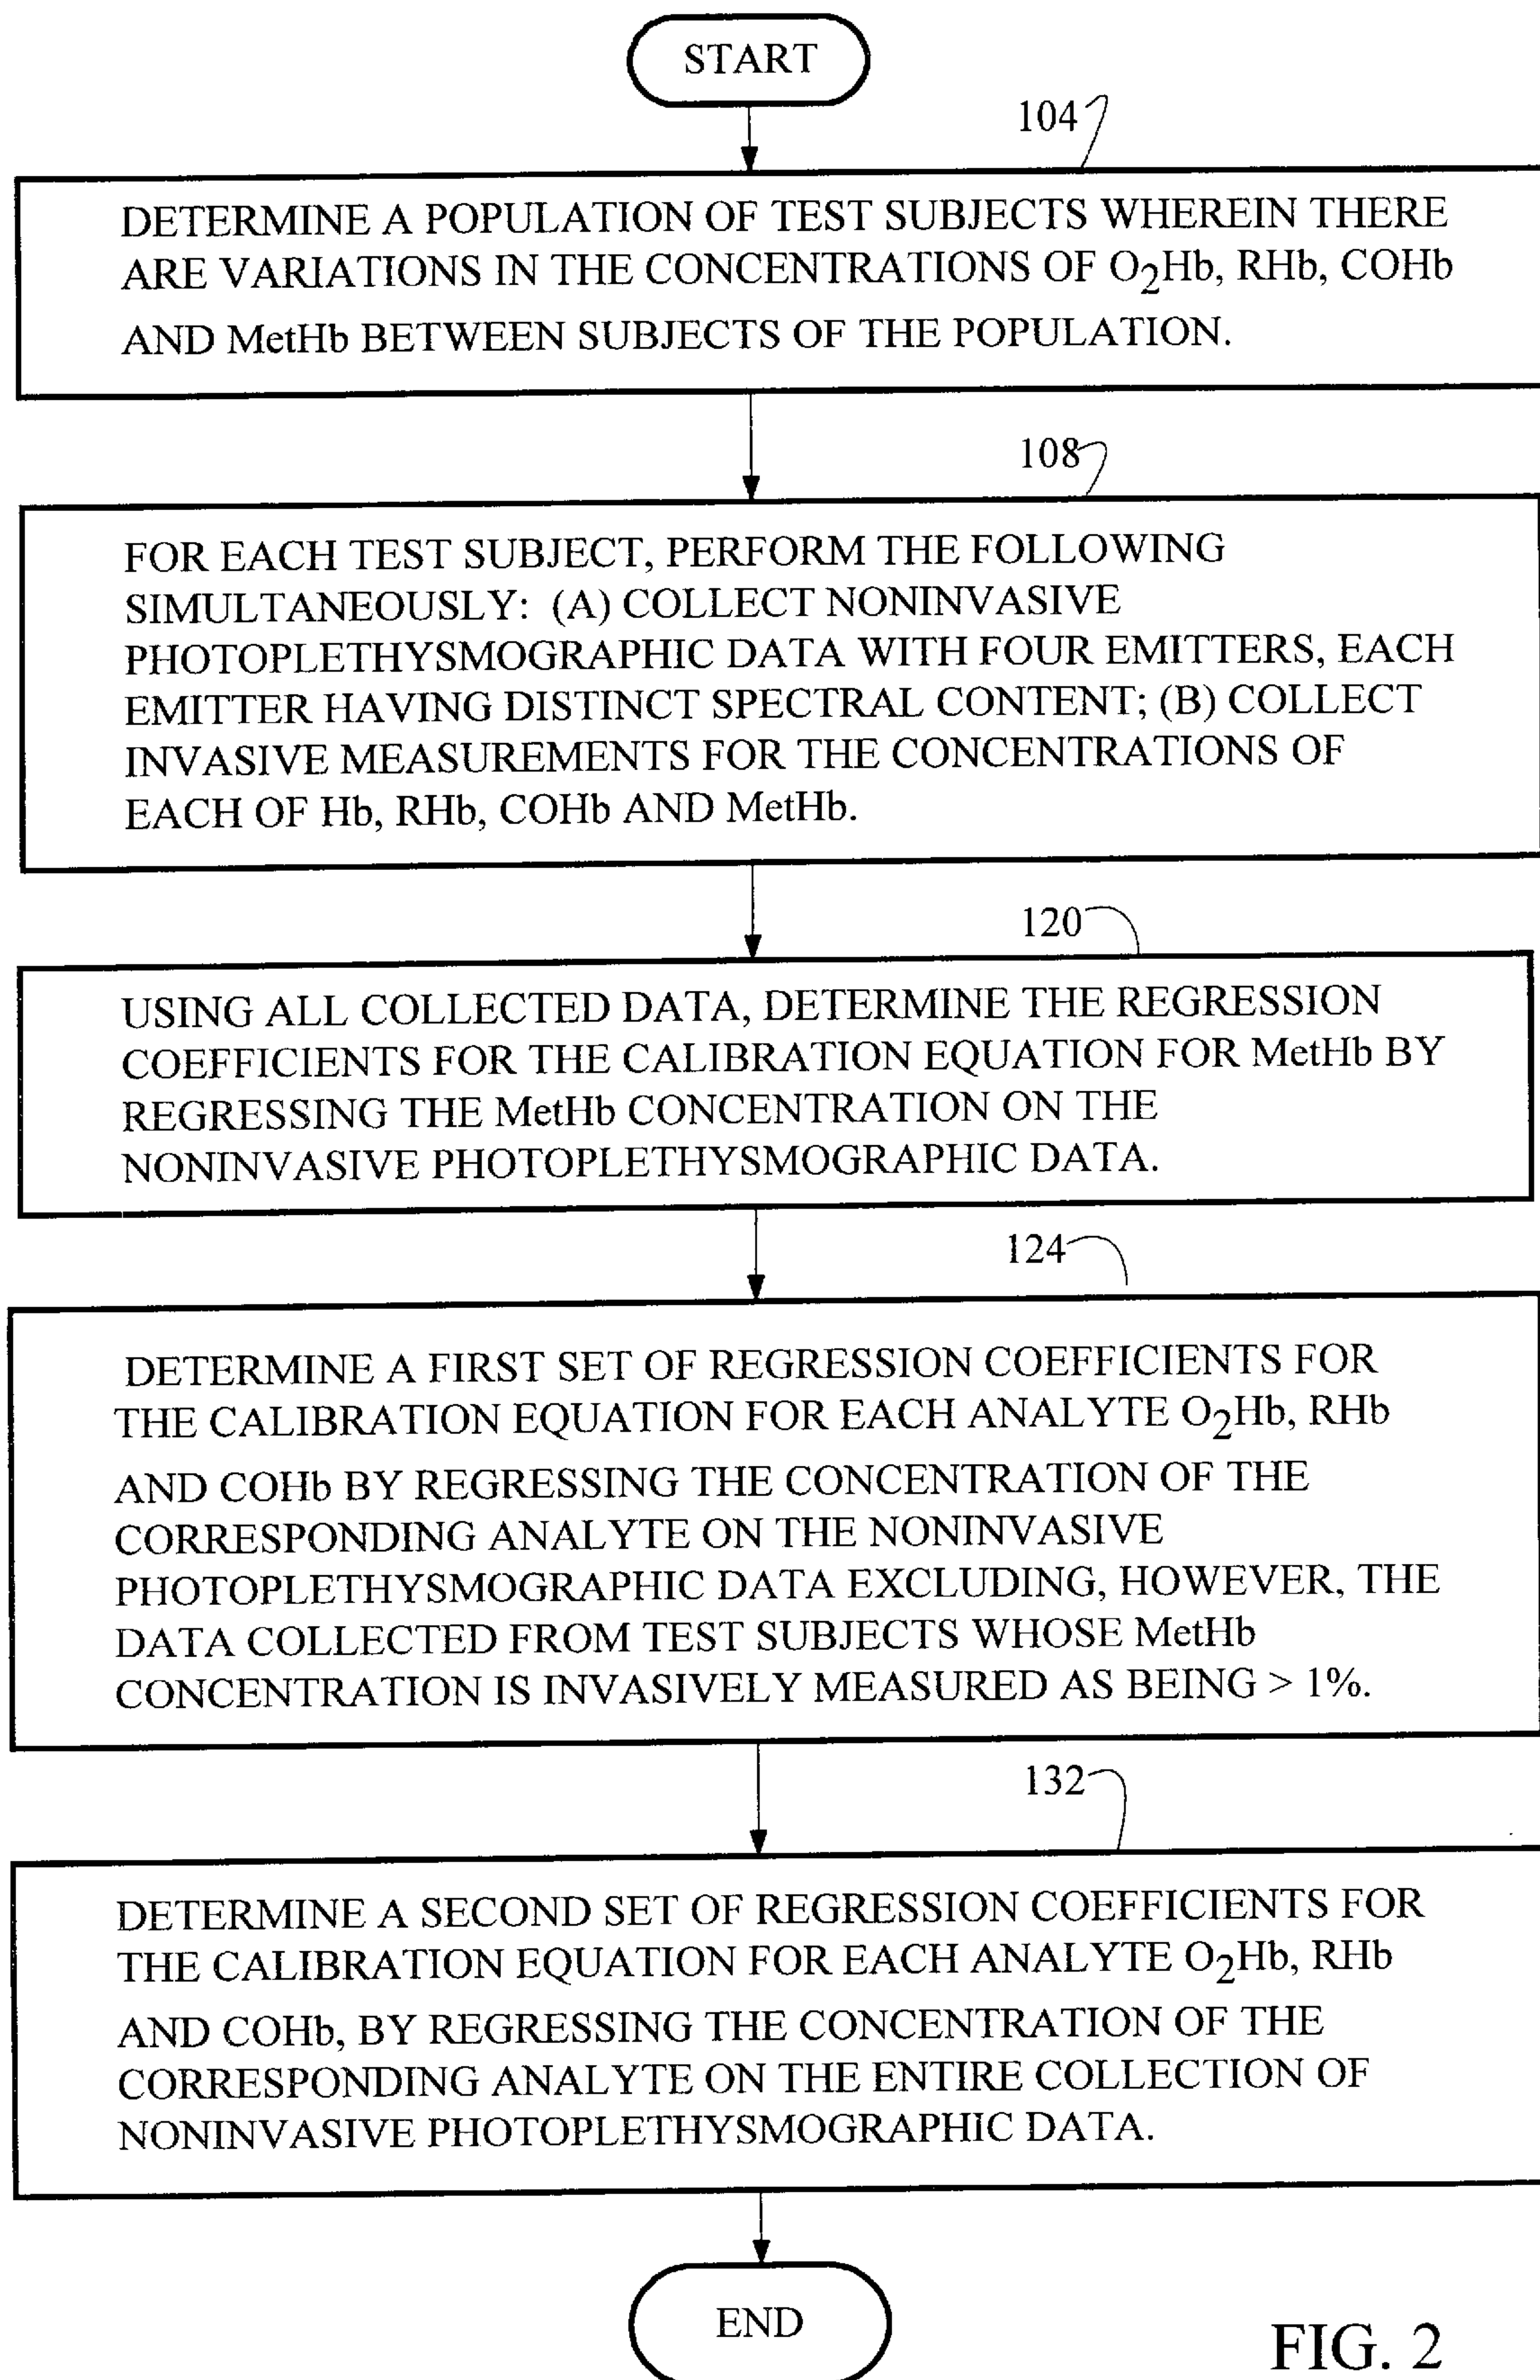 START
104
DETERMINE A POPULATION OF TEST SUBJECTS WHEREIN THERE
ARE VARIATIONS IN THE CONCENTRATIONS OF O2Hb, RHb, COHb
AND MetHb BETWEEN SUBJECTS OF THE POPULATION.
108
FOR EACH TEST SUBJECT, PERFORM THE FOLLOWING
SIMULTANEOUSLY: (A) COLLECT NONINVASIVE
PHOTOPLETHYSMOGRAPHIC DATA WITH FOUR EMITTERS, EACH
EMITTER HAVING DISTINCT SPECTRAL CONTENT; (B) COLLECT
INVASIVE MEASUREMENTS FOR THE CONCENTRATIONS OF
EACH OF Hb, RHb, COHb AND MetHb.
120
USING ALL COLLECTED DATA, DETERMINE THE REGRESSION
COEFFICIENTS FOR THE CALIBRATION EQUATION FOR MetHb BY
REGRESSING THE MetHb CONCENTRATION ON THE
NONINVASIVE PHOTOPLETHYSMOGRAPHIC DATA.
124
DETERMINE A FIRST SET OF REGRESSION COEFFICIENTS FOR
THE CALIBRATION EQUATION FOR EACH ANALYTE O2Hb, RHb
AND COHb BY REGRESSING THE CONCENTRATION OF THE
CORRESPONDING ANALYTE ON THE NONINVASIVE
PHOTOPLETHYSMOGRAPHIC DATA EXCLUDING, HOWEVER, THE
DATA COLLECTED FROM TEST SUBJECTS WHOSE MetHb
CONCENTRATION IS INVASIVELY MEASURED AS BEING > 1%.
132
DETERMINE A SECOND SET OF REGRESSION COEFFICIENTS FOR
THE CALIBRATION EQUATION FOR EACH ANALYTE O2Hb, RHb
AND COHb, BY REGRESSING THE CONCENTRATION OF THE
CORRESPONDING ANALYTE ON THE ENTIRE COLLECTION OF
NONINVASIVE PHOTOPLETHYSMOGRAPHIC DATA.
END
FIG. 2